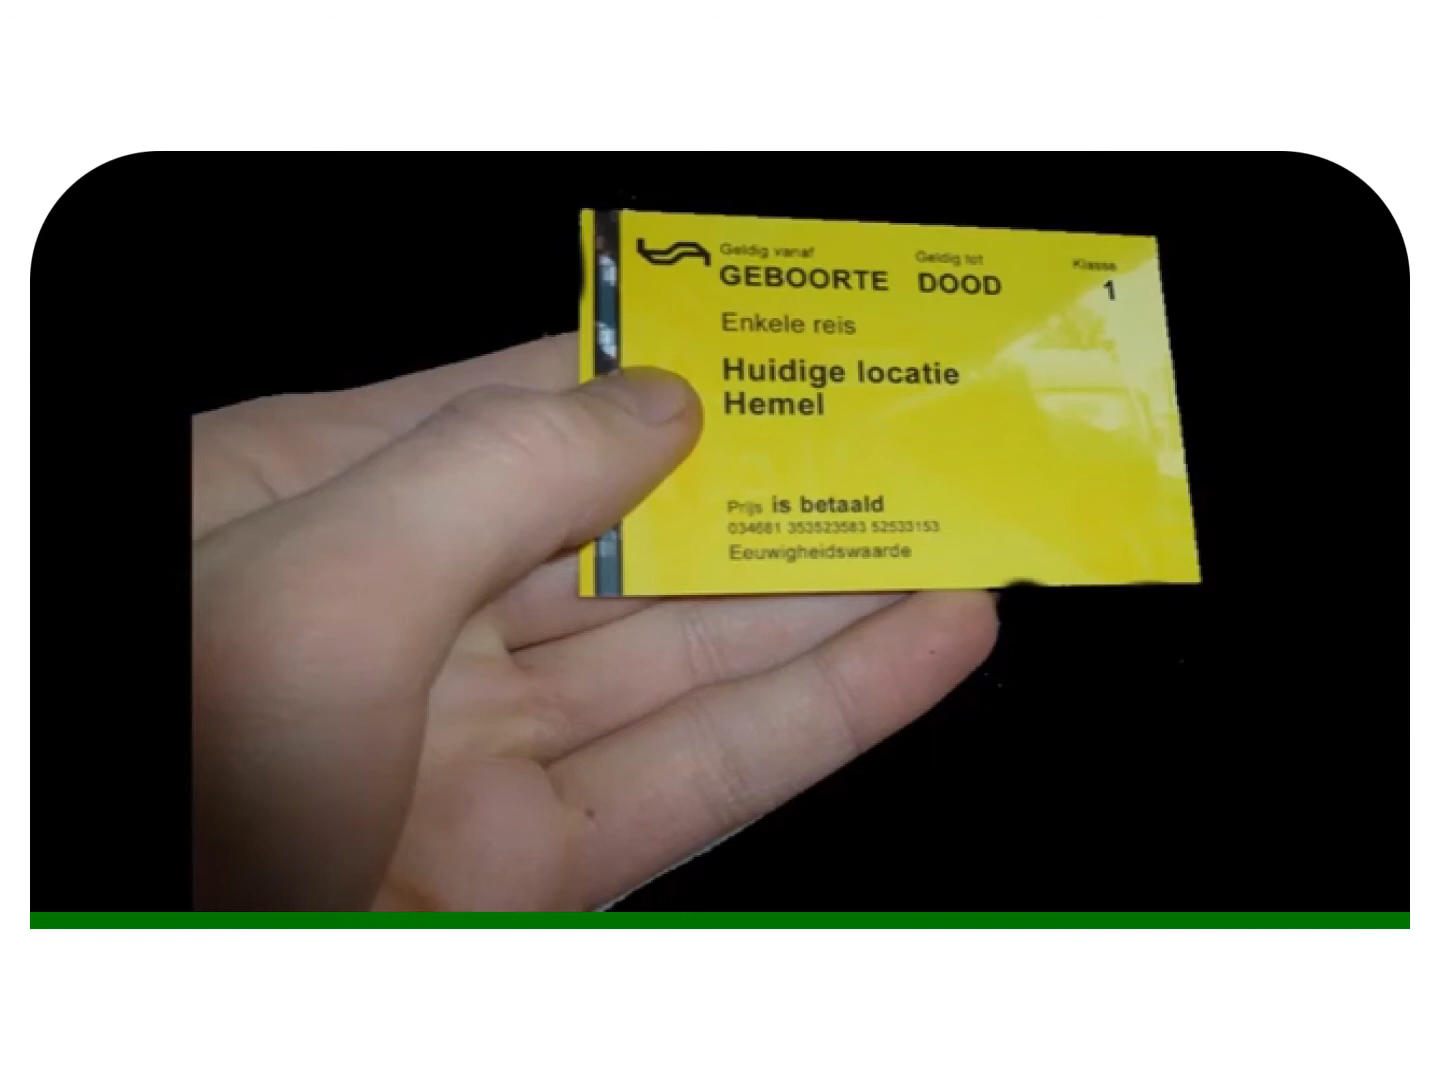 Geldig vanaf Geldig tot Klasse
GEBOORTE DOOD 1
Enkele reis
Huidige locatie
Hemel
Prijs is betaald
034681 353523583 52533153
Eeuwigheidswaarde